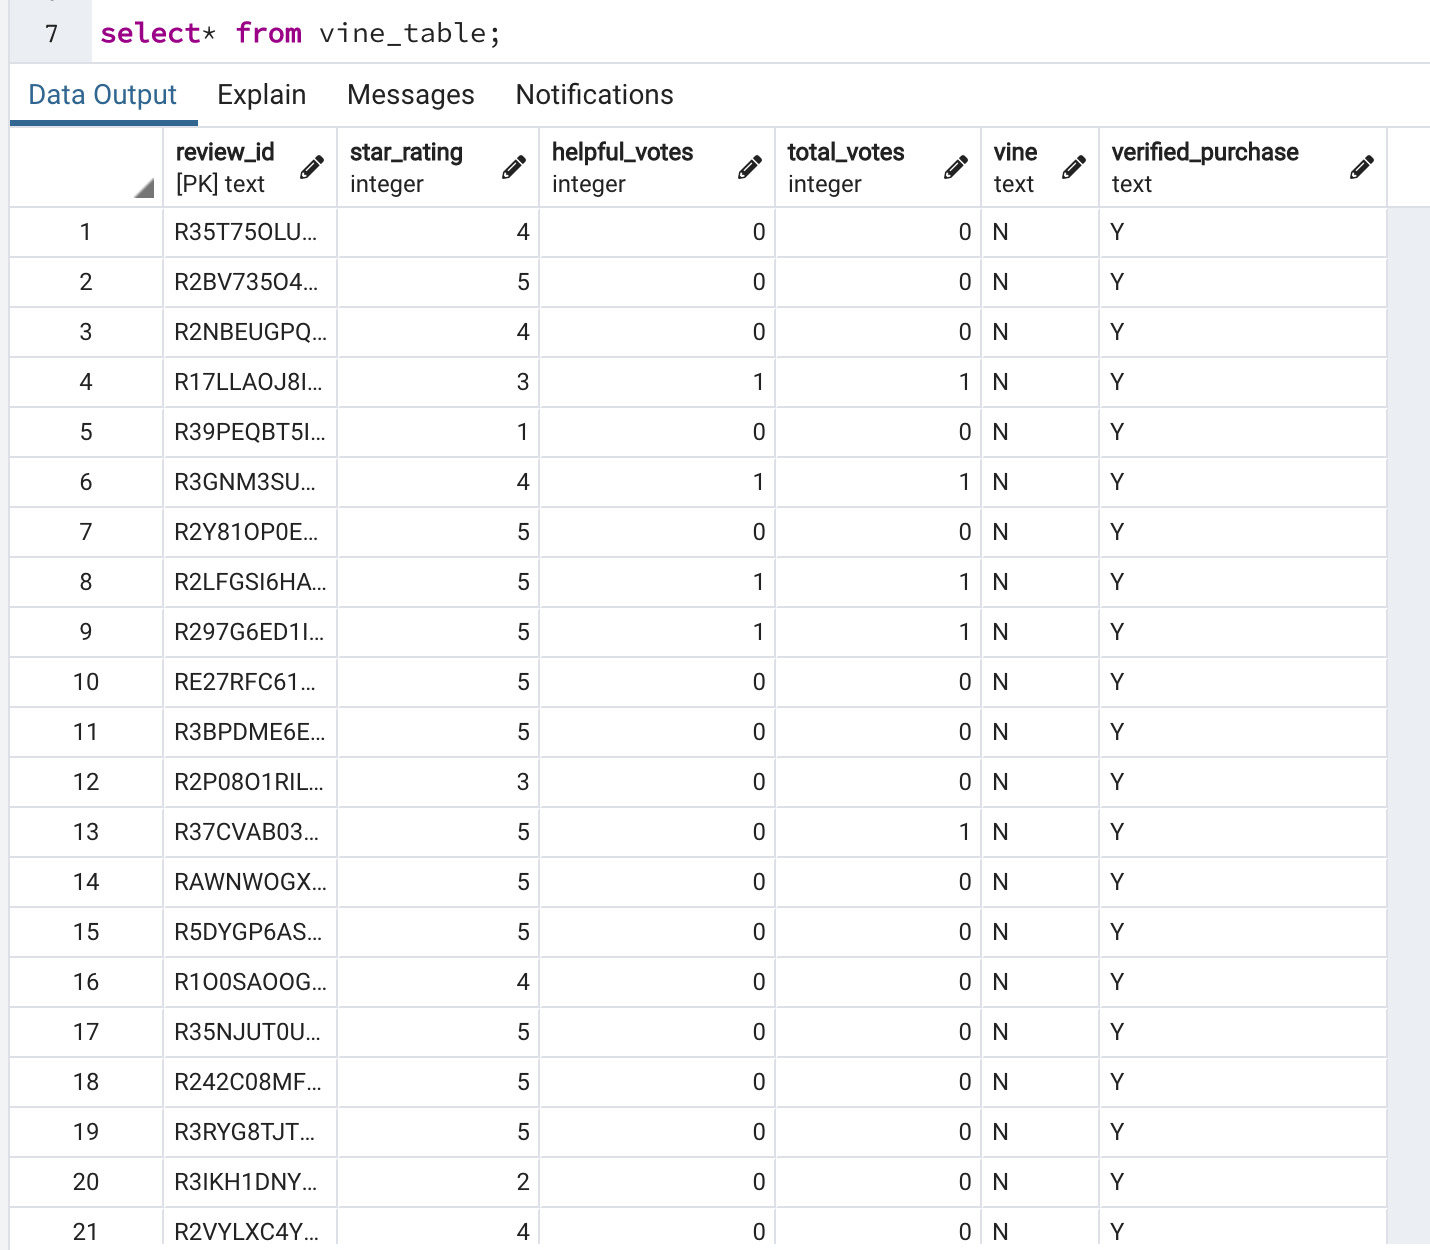 7 select* from vine_table;
Data Output Explain Messages Notifications
review_id star_rating helpful_votes total_votes vine verified_purchase
[PK] text integer integer integer text text
1 R35T75OLU... 4 0 0 N Y
2 R2BV735O4... 5 0 0 N Y
3 R2NBEUGPQ... 4 0 0 N Y
4 R17LLAOJ8I... 3 1 1 N Y
5 R39PEQBT5I... 1 0 0 N Y
6 R3GNM3SU... 4 1 1 N Y
7 R2Y81OP0E... 5 0 0 N Y
8 R2LFGSI6HA... 5 1 1 N Y
9 R297G6ED1I... 5 1 1 N Y
10 RE27RFC61... 5 0 0 N Y
11 R3BPDME6E... 5 0 0 N Y
12 R2P08O1RIL... 3 0 0 N Y
13 R37CVAB03... 5 0 1 N Y
14 RAWNWOGX... 5 0 0 N Y
15 R5DYGP6AS... 5 0 0 N Y
16 R1O0SAOOG... 4 0 0 N Y
17 R35NJUT0U... 5 0 0 N Y
18 R242C08MF... 5 0 0 N Y
19 R3RYG8TJT... 5 0 0 N Y
20 R3IKH1DNY... 2 0 0 N Y
21 R2VYLXC4Y... 4 0 0 N Y